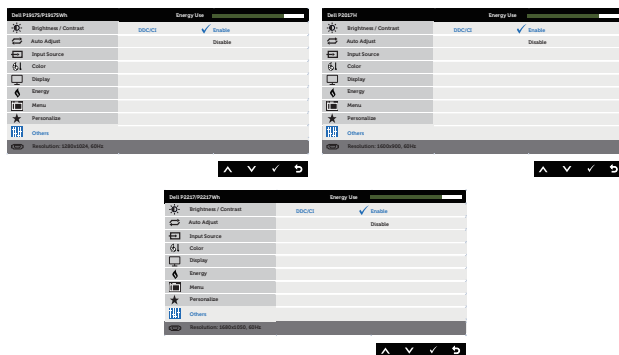 Dell P1917S/P1917SWh Energy Use
Brightness / Contrast DDC/CI Enable
Auto Adjust Disable
Input Source
Color
Display
Energy
Menu
Personalize
Others
Resolution: 1280x1024, 60Hz
Dell P2017H Energy Use
Brightness / Contrast DDC/CI Enable
Auto Adjust Disable
Input Source
Color
Display
Energy
Menu
Personalize
Others
Resolution: 1600x900, 60Hz
Dell P2217/P2217Wh Energy Use
Brightness / Contrast DDC/CI Enable
Auto Adjust Disable
Input Source
Color
Display
Energy
Menu
Personalize
Others
Resolution: 1680x1050, 60Hz